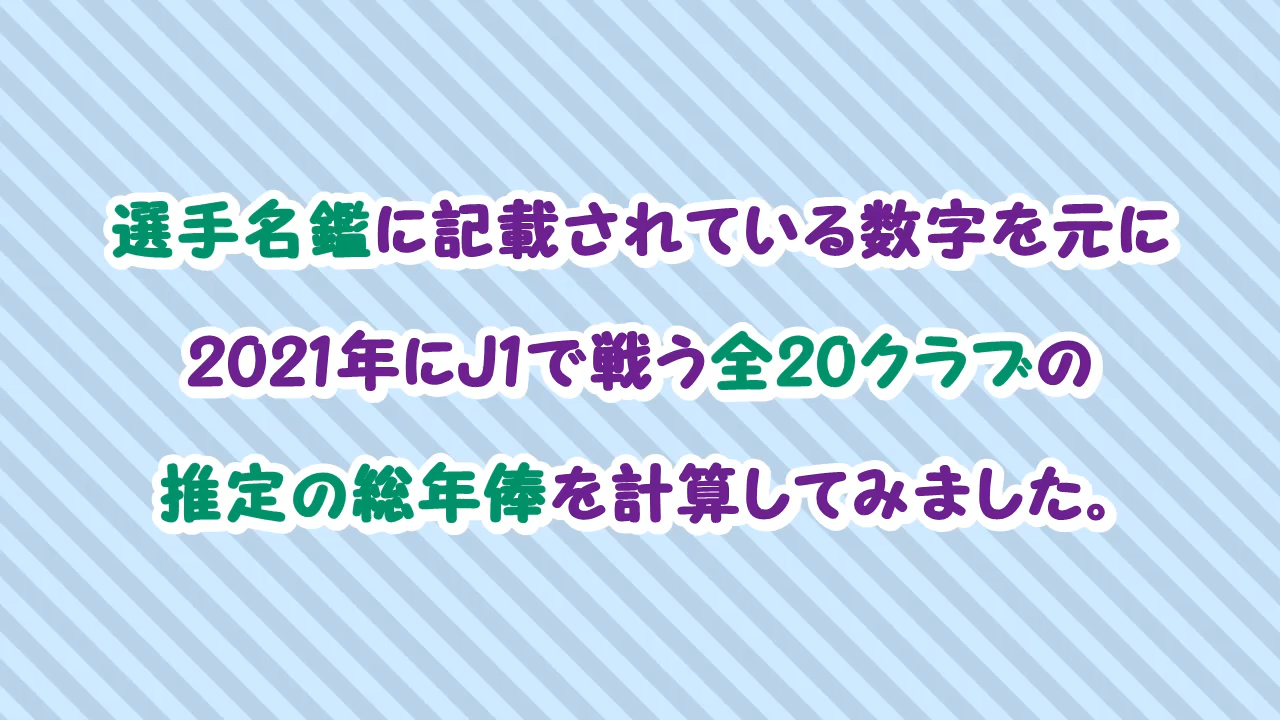 選手名鑑に記載されている数字を元に
2021年にJ1で戦う全20クラブの
推定の総年俸を計算してみました。